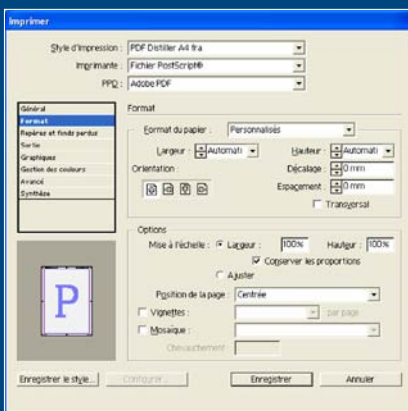 Imprimer
Style d'impression : PDF Distiller A4 fra
Imprimante : Fichier PostScript®
PPD : Adobe PDF
Général
Format
Repères et fonds perdus
Sortie
Graphiques
Gestion des couleurs
Avancé
Synthèse
Format
Format du papier : Personnalisés
Largeur : Automati Hauteur : Automati
Orientation : Décalage : 0 mm
Espacement : 0 mm
Transversal
Options
Mise à l'échelle : Largeur : 100% Hauteur : 100%
Conserver les proportions
Ajuster
Position de la page : Centrée
Vignettes : par page
Mosaïque :
Chevauchement :
P
Enregistrer le style... Configurer... Enregistrer Annuler